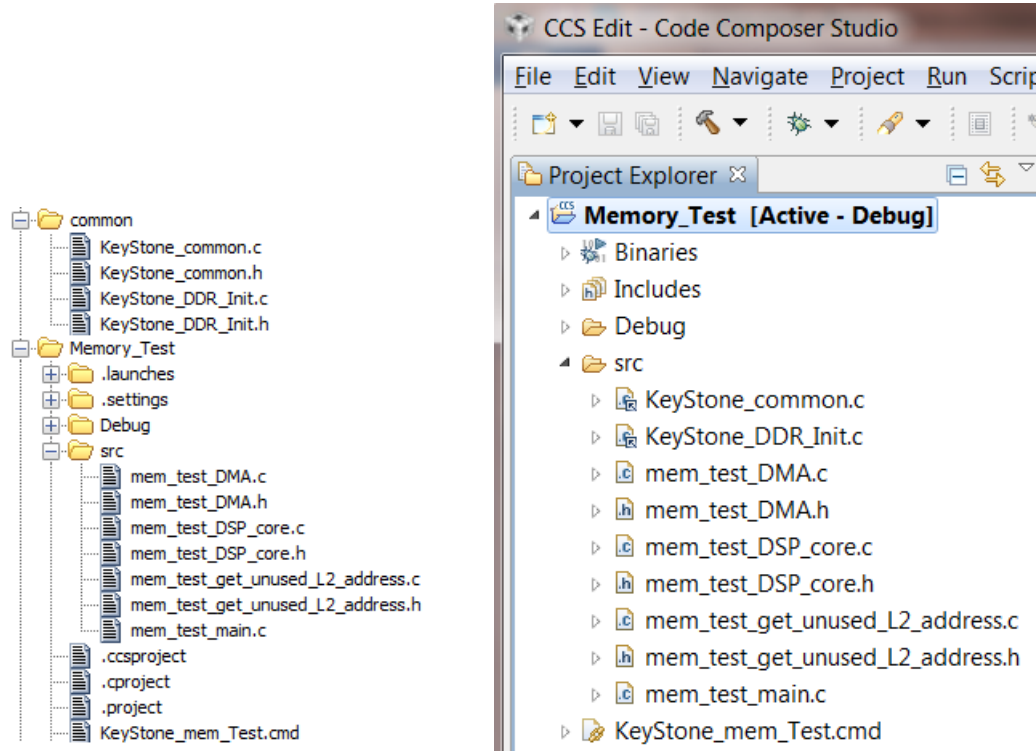 common
KeyStone_common.c
KeyStone_common.h
KeyStone_DDR_Init.c
KeyStone_DDR_Init.h
Memory_Test
.launches
.settings
Debug
src
mem_test_DMA.c
mem_test_DMA.h
mem_test_DSP_core.c
mem_test_DSP_core.h
mem_test_get_unused_L2_address.c
mem_test_get_unused_L2_address.h
mem_test_main.c
.ccsproject
.cproject
.project
KeyStone_mem_Test.cmd
CCS Edit - Code Composer Studio
File Edit View Navigate Project Run Scrip
Project Explorer
Memory_Test [Active - Debug]
Binaries
Includes
Debug
src
KeyStone_common.c
KeyStone_DDR_Init.c
mem_test_DMA.c
mem_test_DMA.h
mem_test_DSP_core.c
mem_test_DSP_core.h
mem_test_get_unused_L2_address.c
mem_test_get_unused_L2_address.h
mem_test_main.c
KeyStone_mem_Test.cmd